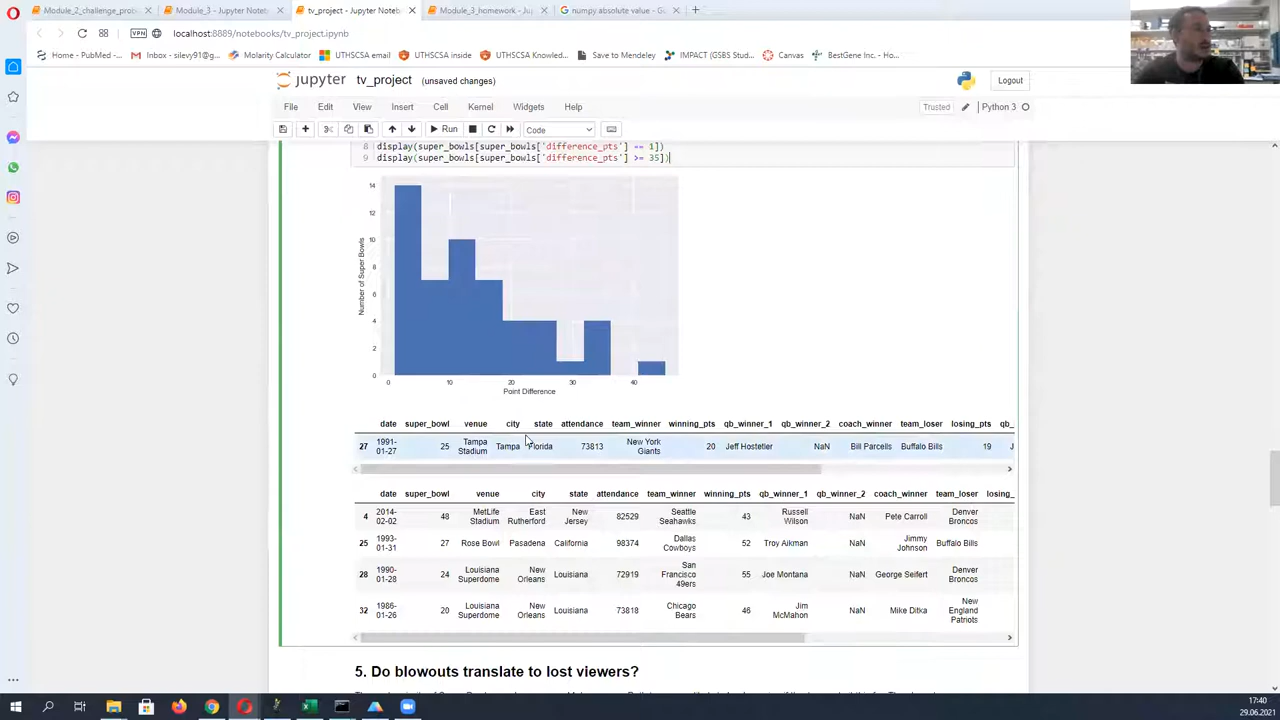 Module_2_challenge_prob
Module_3 - Jupyter Notebo
tv_project - Jupyter Noteb
Module_3_homework - Ju
numpy absolute value - Gu
VPN
localhost:8889/notebooks/tv_project.ipynb
Home - PubMed -...
Inbox - silevy91@gm...
Molarity Calculator
UTHSCSA email
UTHSCSA Inside
UTHSCSA Knowled...
Save to Mendeley
IMPACT (GSBS Stud...
Canvas
BestGene Inc. - Ho...
jupyter tv_project (unsaved changes)
Logout
File Edit View Insert Cell Kernel Widgets Help
Trusted
Python 3
Run
Code
8 display(super_bowls[super_bowls['difference_pts'] == 1])
9 display(super_bowls[super_bowls['difference_pts'] >= 35])
14
12
10
8
6
4
2
0
Number of Super Bowls
0 10 20 30 40
Point Difference
date super_bowl venue city state attendance team_winner winning_pts qb_winner_1 qb_winner_2 coach_winner team_loser losing_pts qb_
27 1991-01-27 25 Tampa Stadium Tampa Florida 73813 New York Giants 20 Jeff Hostetler NaN Bill Parcells Buffalo Bills 19 J
date super_bowl venue city state attendance team_winner winning_pts qb_winner_1 qb_winner_2 coach_winner team_loser losing_
4 2014-02-02 48 MetLife Stadium East Rutherford New Jersey 82529 Seattle Seahawks 43 Russell Wilson NaN Pete Carroll Denver Broncos
25 1993-01-31 27 Rose Bowl Pasadena California 98374 Dallas Cowboys 52 Troy Aikman NaN Jimmy Johnson Buffalo Bills
28 1990-01-28 24 Louisiana Superdome New Orleans Louisiana 72919 San Francisco 49ers 55 Joe Montana NaN George Seifert Denver Broncos
32 1986-01-26 20 Louisiana Superdome New Orleans Louisiana 73818 Chicago Bears 46 Jim McMahon NaN Mike Ditka New England Patriots
5. Do blowouts translate to lost viewers?
17:40
29.06.2021